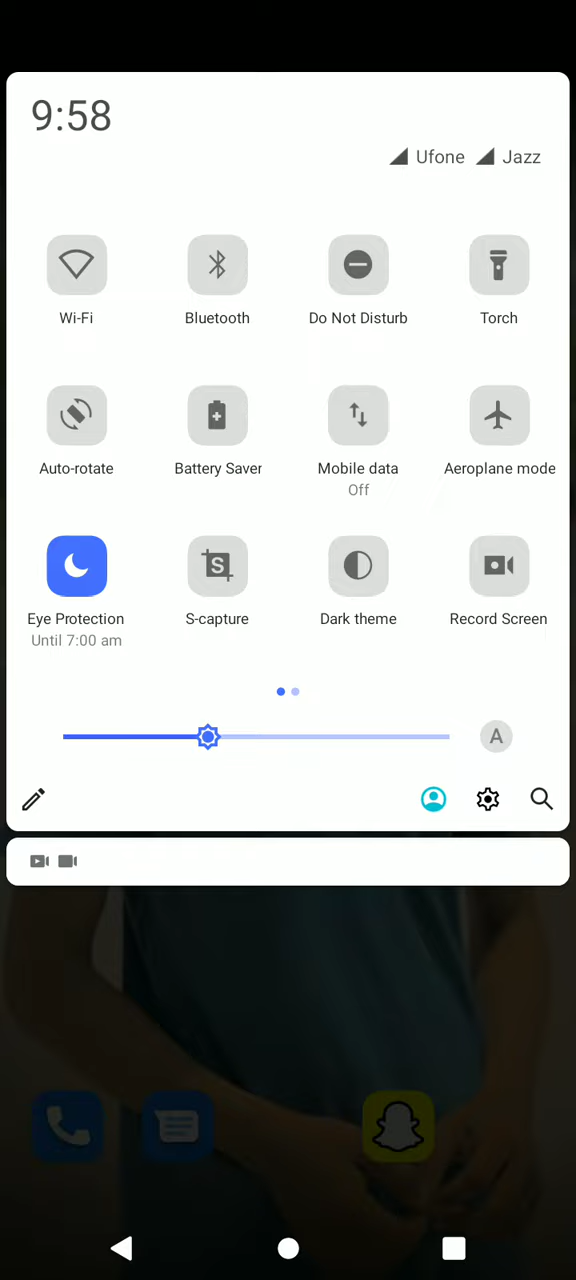 9:58
Ufone Jazz
Wi-Fi Bluetooth Do Not Disturb Torch
Auto-rotate Battery Saver Mobile data Aeroplane mode
Off
Eye Protection S-capture Dark theme Record Screen
Until 7:00 am
A